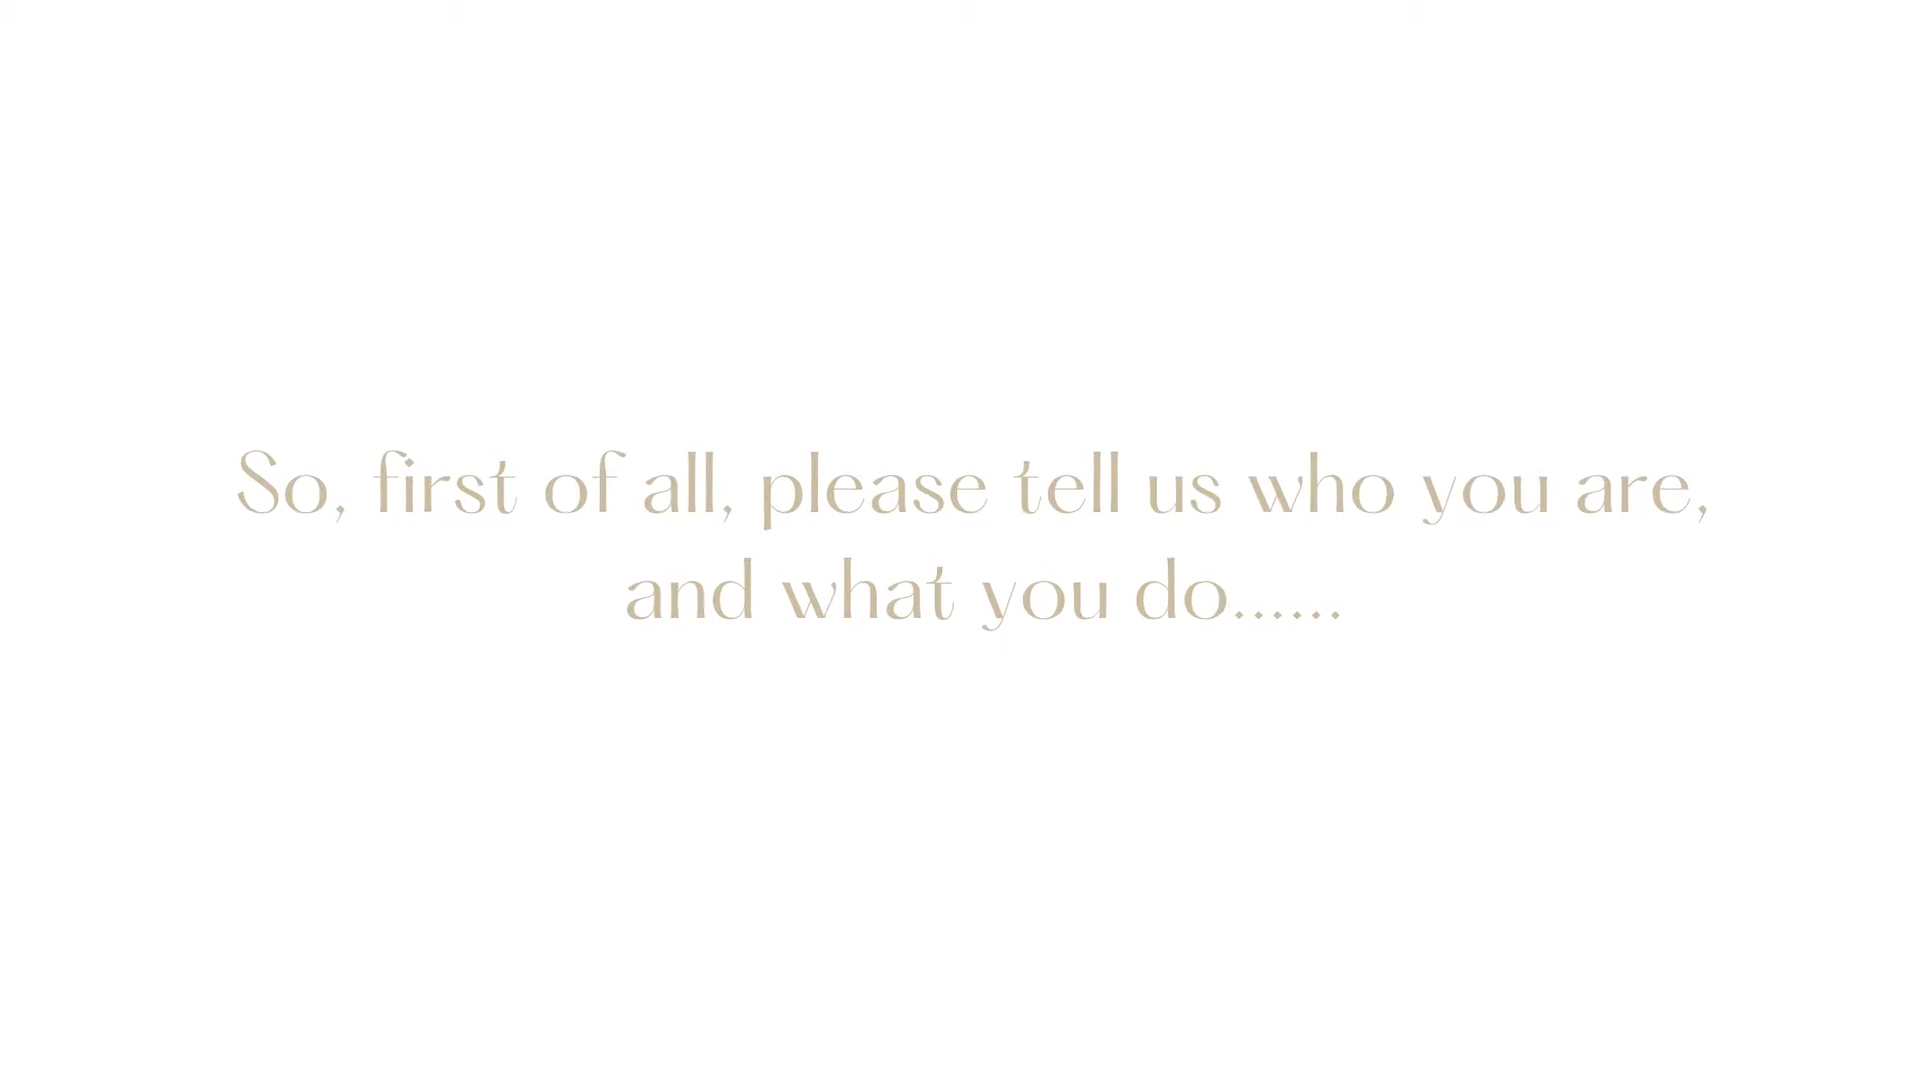 So, first of all, please tell us who you are,
and what you do......